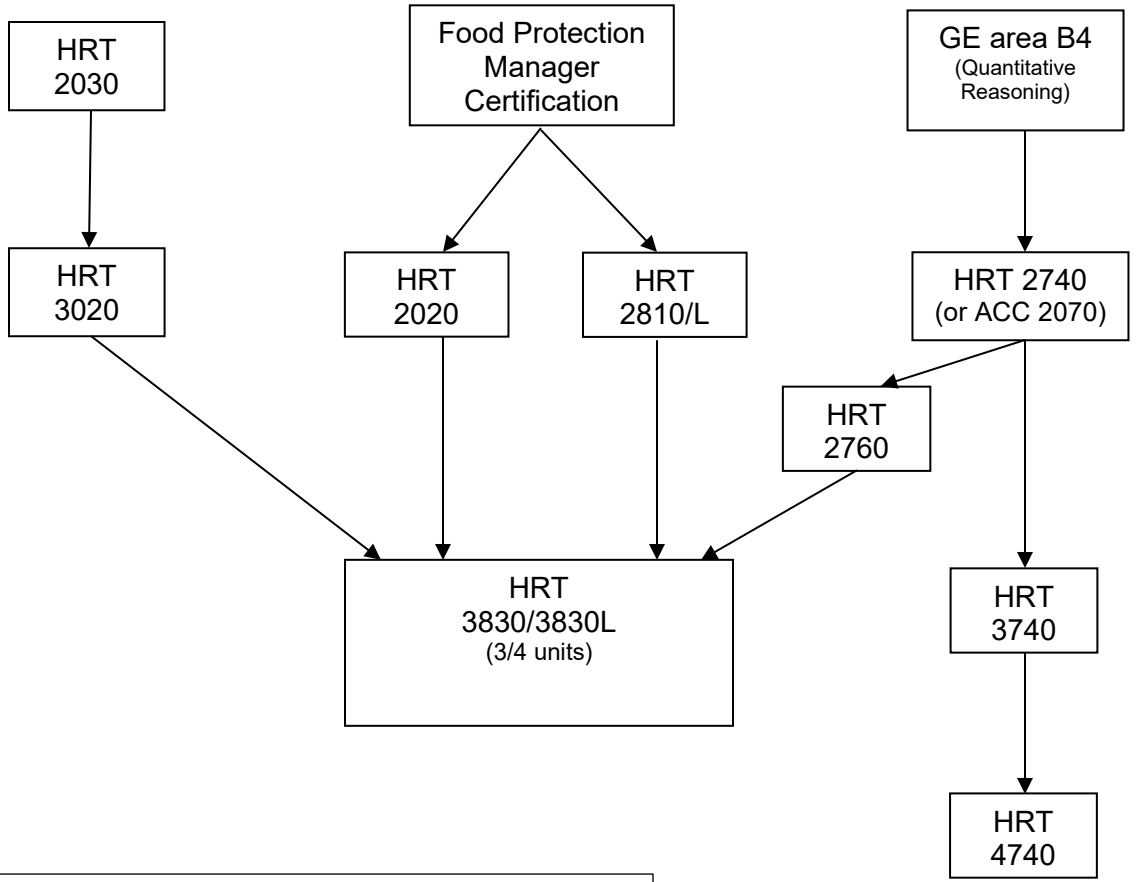 HRT
2030
Food Protection
Manager
Certification
GE area B4
(Quantitative
Reasoning)
HRT
3020
HRT
2020
HRT
2810/L
HRT 2740
(or ACC 2070)
HRT
2760
HRT
3830/3830L
(3/4 units)
HRT
3740
HRT
4740